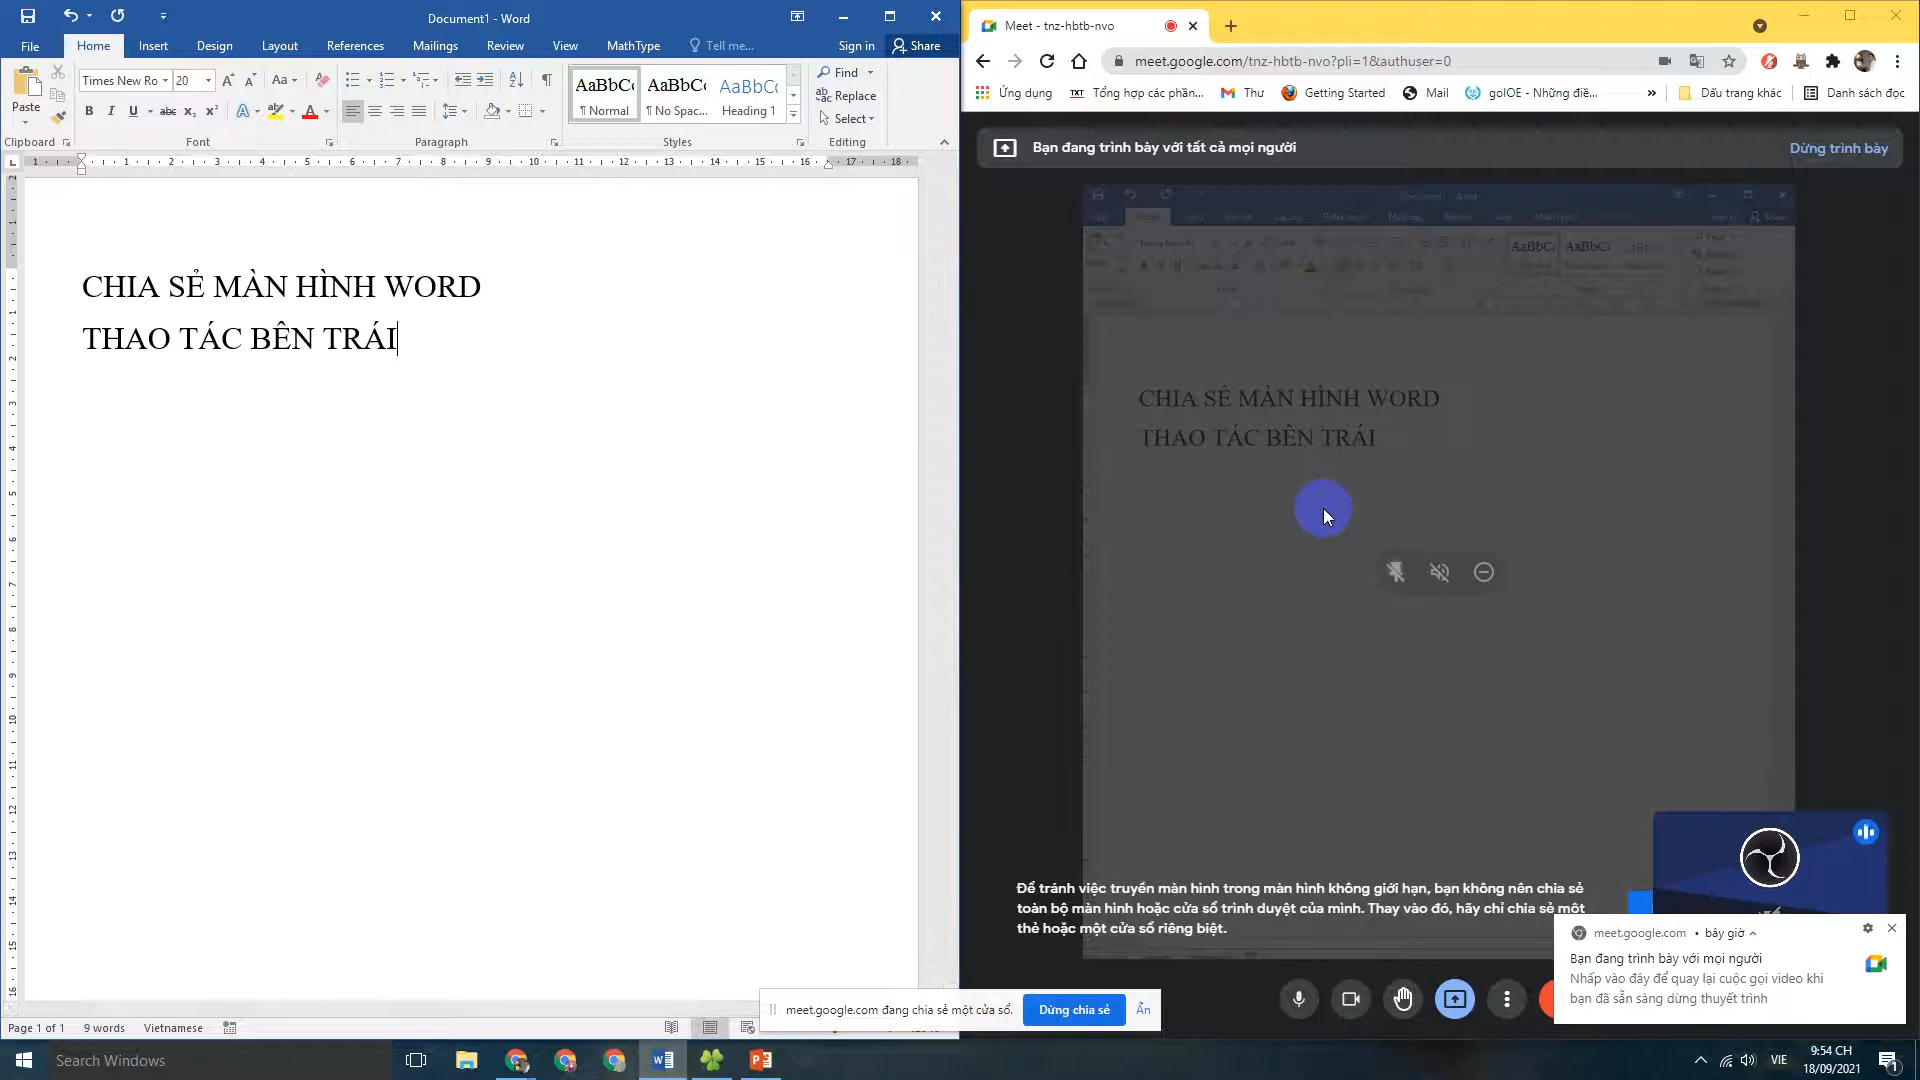 Document1 - Word
File Home Insert Design Layout References Mailings Review View MathType Tell me... Sign in Share
Paste
Times New Ro 20
Aa
B I U abc x₂ x² A A
AaBbCc AaBbCc AaBbCc
¶ Normal ¶ No Spac... Heading 1
Find
Replace
Select
Clipboard Font Paragraph Styles Editing
CHIA SẺ MÀN HÌNH WORD
THAO TÁC BÊN TRÁI
Page 1 of 1 9 words Vietnamese
Meet - tnz-hbtb-nvo
meet.google.com/tnz-hbtb-nvo?pli=1&authuser=0
Ứng dụng TXT Tổng hợp các phần... Thư Getting Started Mail goIOE - Những điề... » Dấu trang khác Danh sách đọc
Bạn đang trình bày với tất cả mọi người Dừng trình bày
AaBbCc AaBbCc
CHIA SẺ MÀN HÌNH WORD
THAO TÁC BÊN TRÁI
Để tránh việc truyền màn hình trong màn hình không giới hạn, bạn không nên chia sẻ
toàn bộ màn hình hoặc cửa sổ trình duyệt của mình. Thay vào đó, hãy chỉ chia sẻ một
thẻ hoặc một cửa sổ riêng biệt.
meet.google.com • bây giờ
Bạn đang trình bày với mọi người
Nhấp vào đây để quay lại cuộc gọi video khi
bạn đã sẵn sàng dừng thuyết trình
meet.google.com đang chia sẻ một cửa sổ. Dừng chia sẻ Ẩn
Search Windows
VIE
9:54 CH
18/09/2021
1